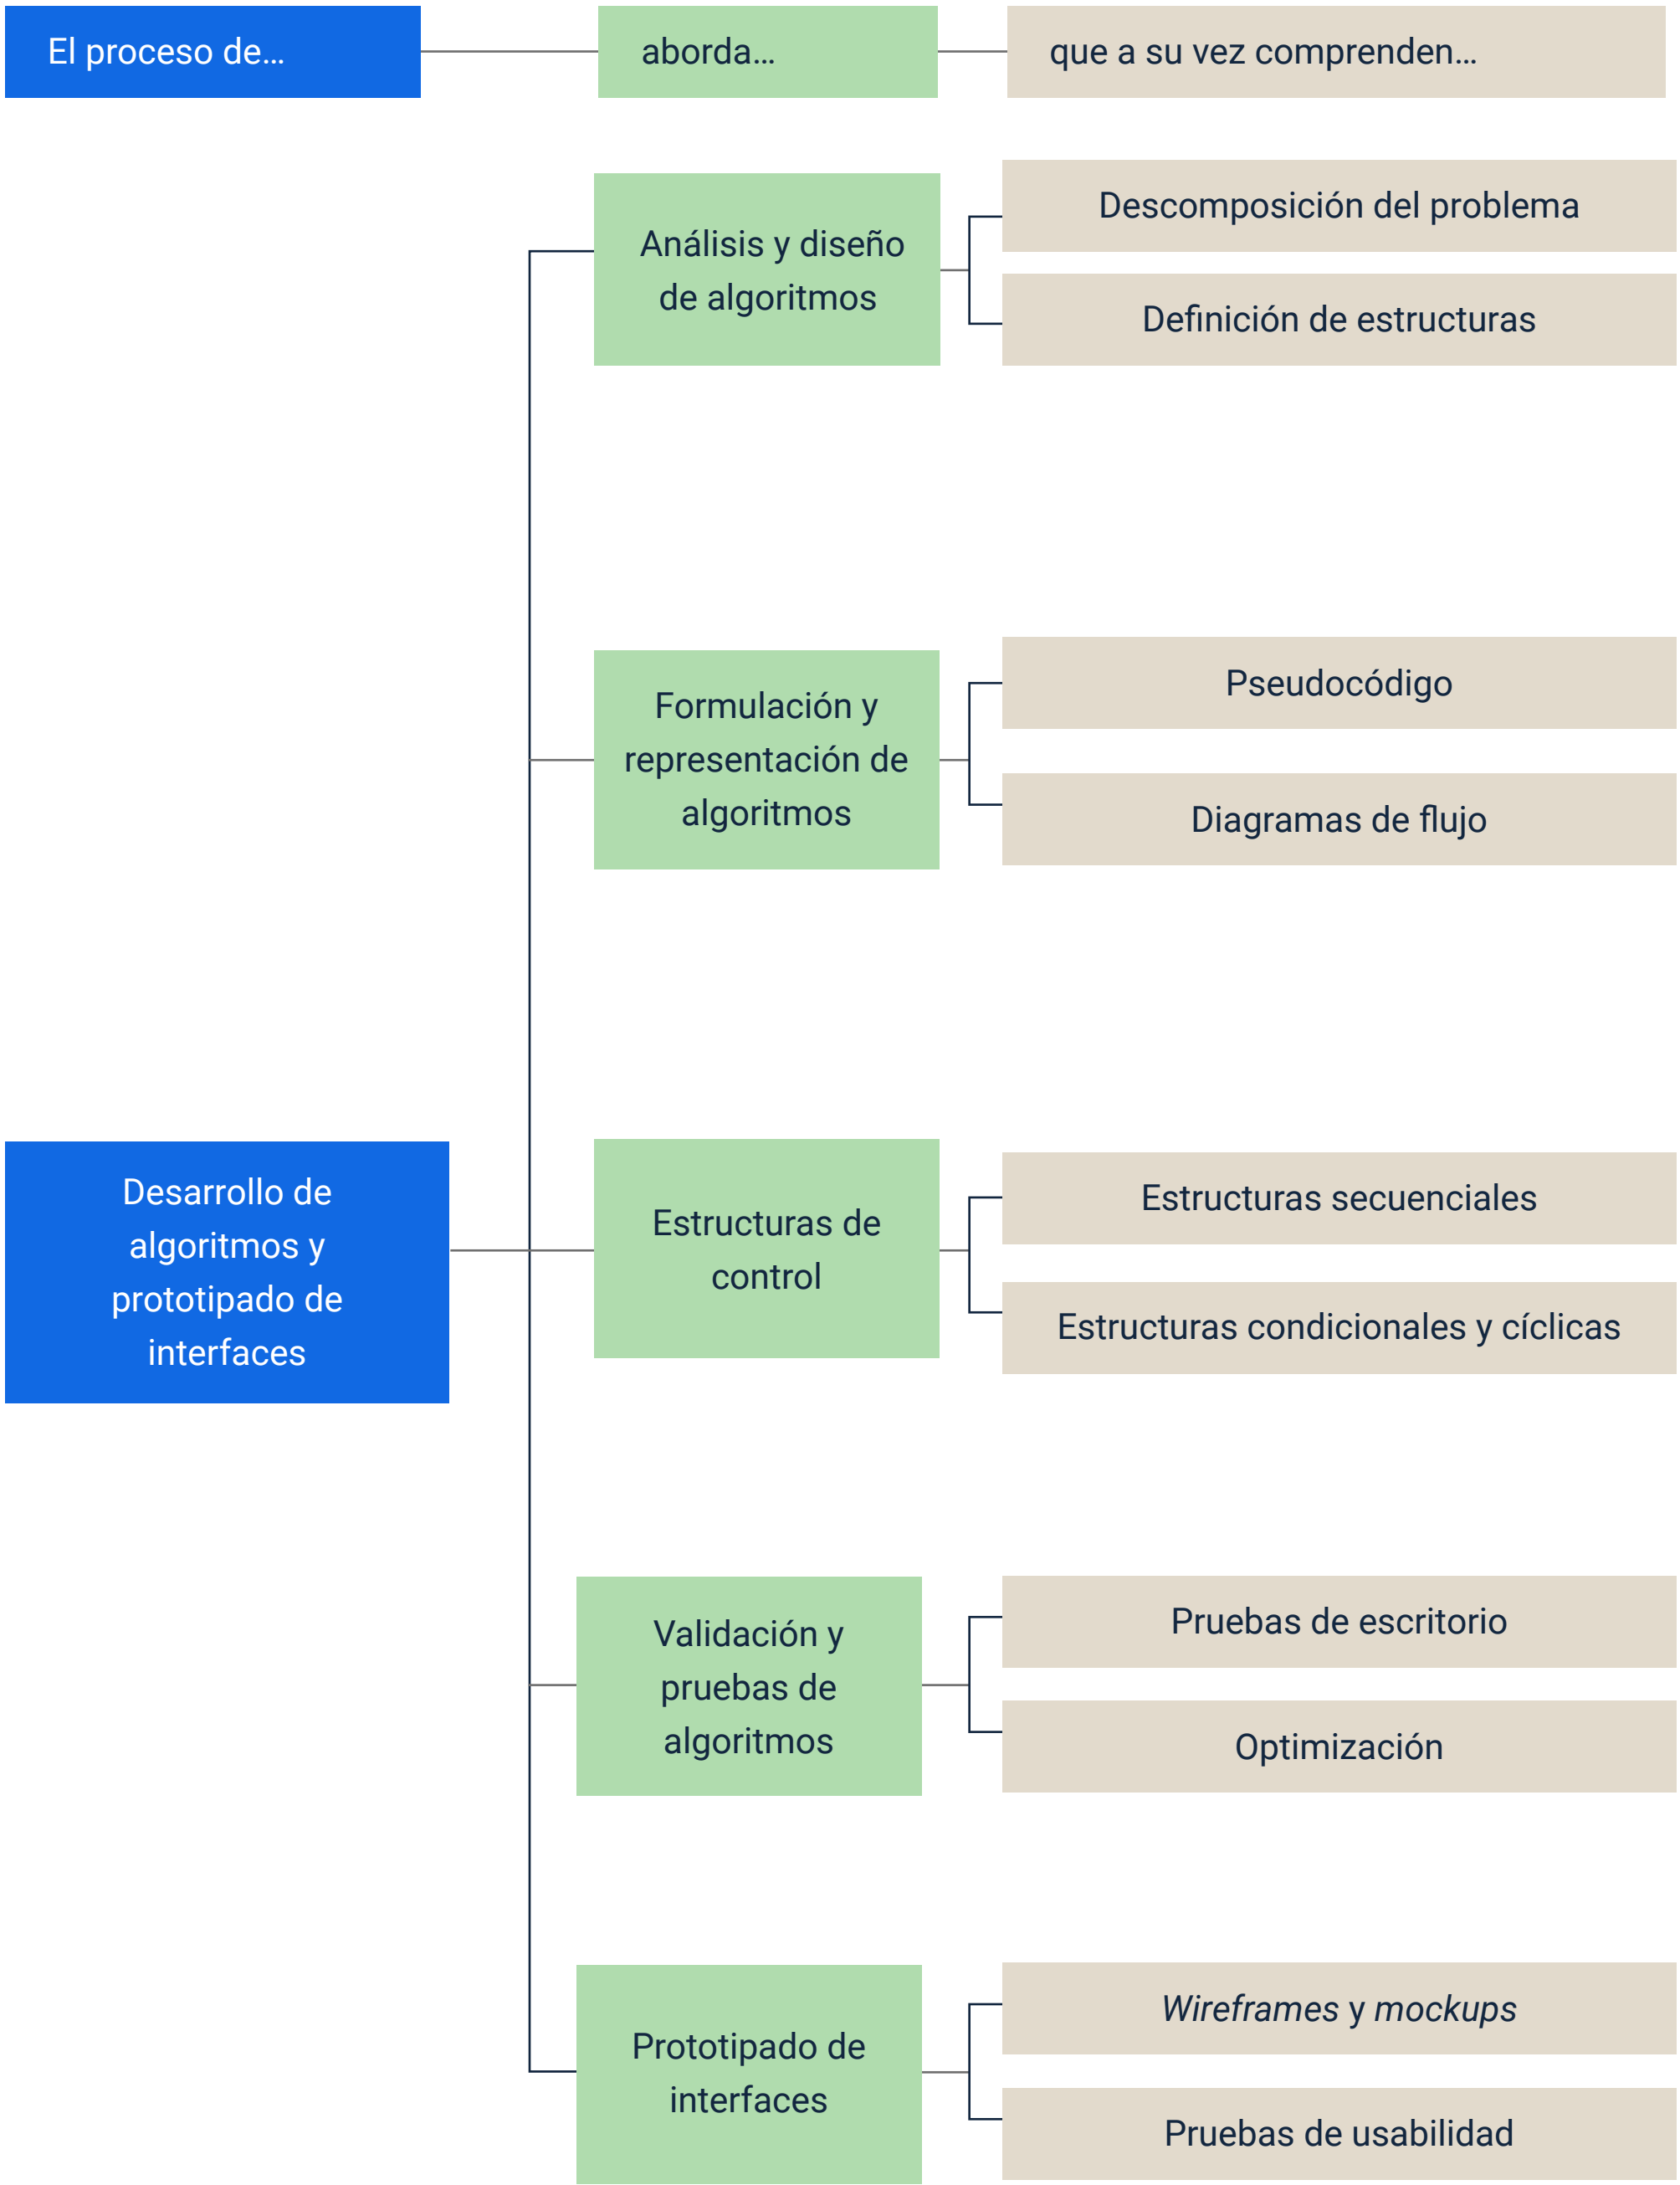 El proceso de...
aborda...
que a su vez comprenden...
Análisis y diseño
de algoritmos
Descomposición del problema
Definición de estructuras
Formulación y
representación de
algoritmos
Pseudocódigo
Diagramas de flujo
Desarrollo de
algoritmos y
prototipado de
interfaces
Estructuras de
control
Estructuras secuenciales
Estructuras condicionales y cíclicas
Validación y
pruebas de
algoritmos
Pruebas de escritorio
Optimización
Prototipado de
interfaces
Wireframes y mockups
Pruebas de usabilidad